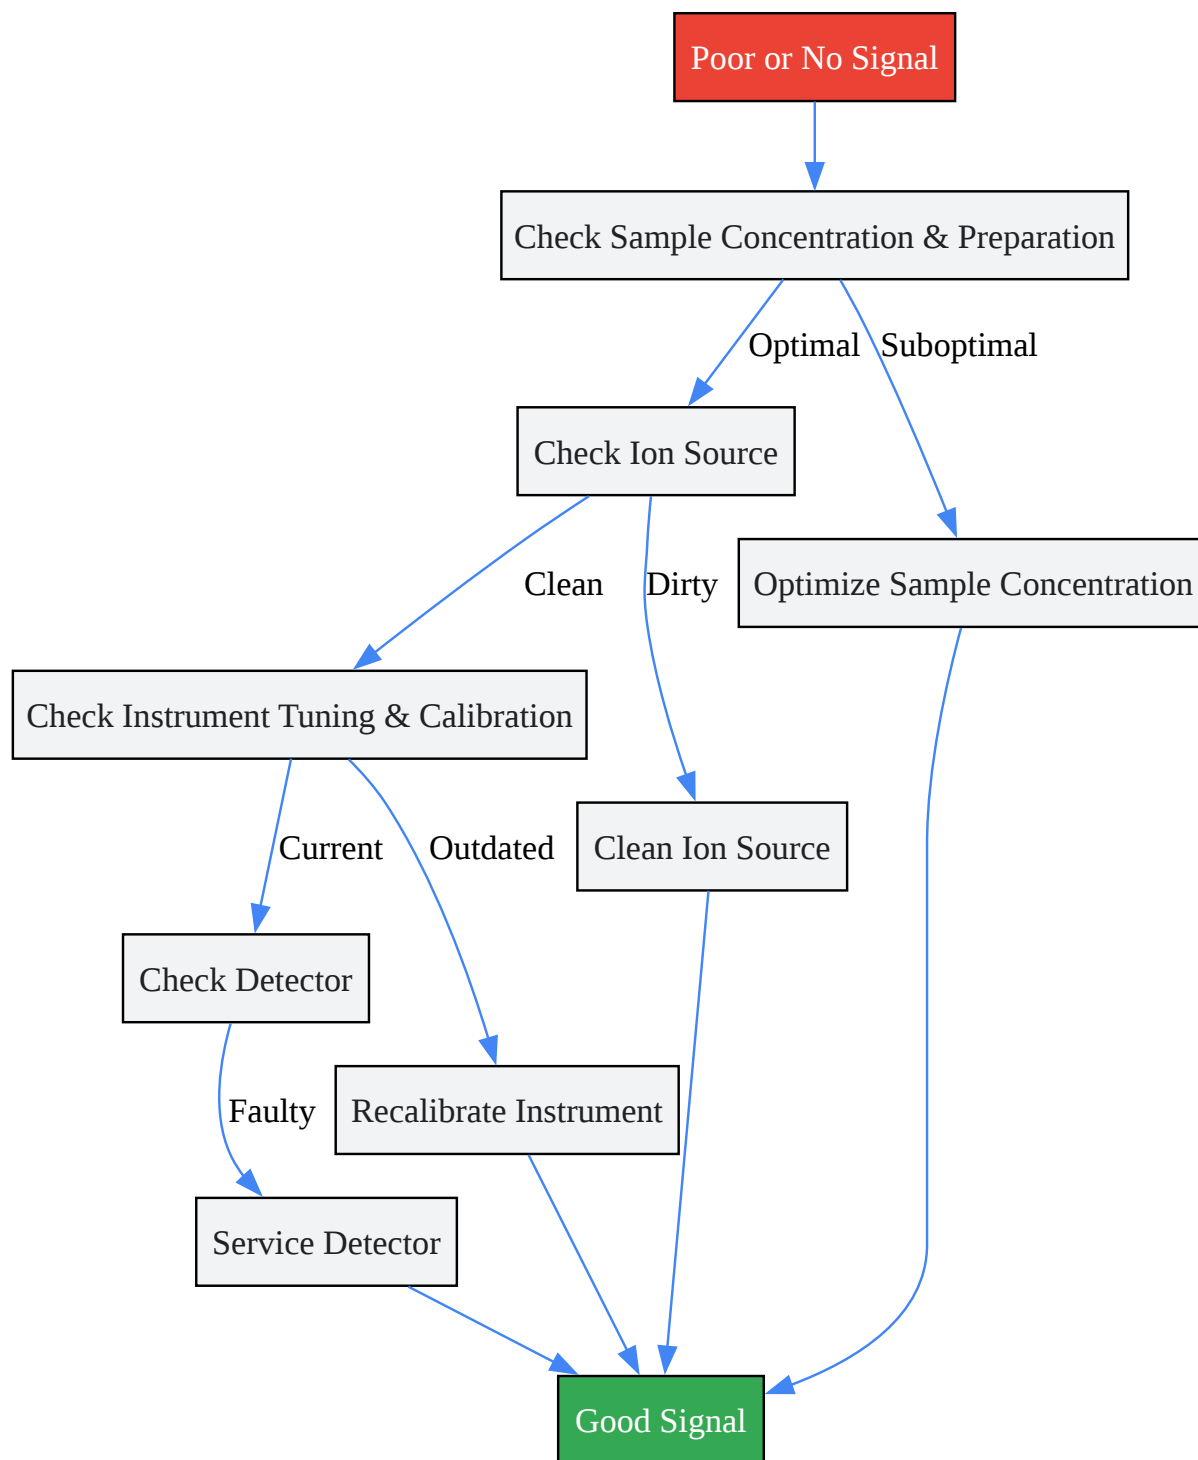 Poor or No Signal
Check Sample Concentration & Preparation
Optimal
Suboptimal
Check Ion Source
Clean
Dirty
Optimize Sample Concentration
Check Instrument Tuning & Calibration
Current
Outdated
Clean Ion Source
Check Detector
Faulty
Recalibrate Instrument
Service Detector
Good Signal